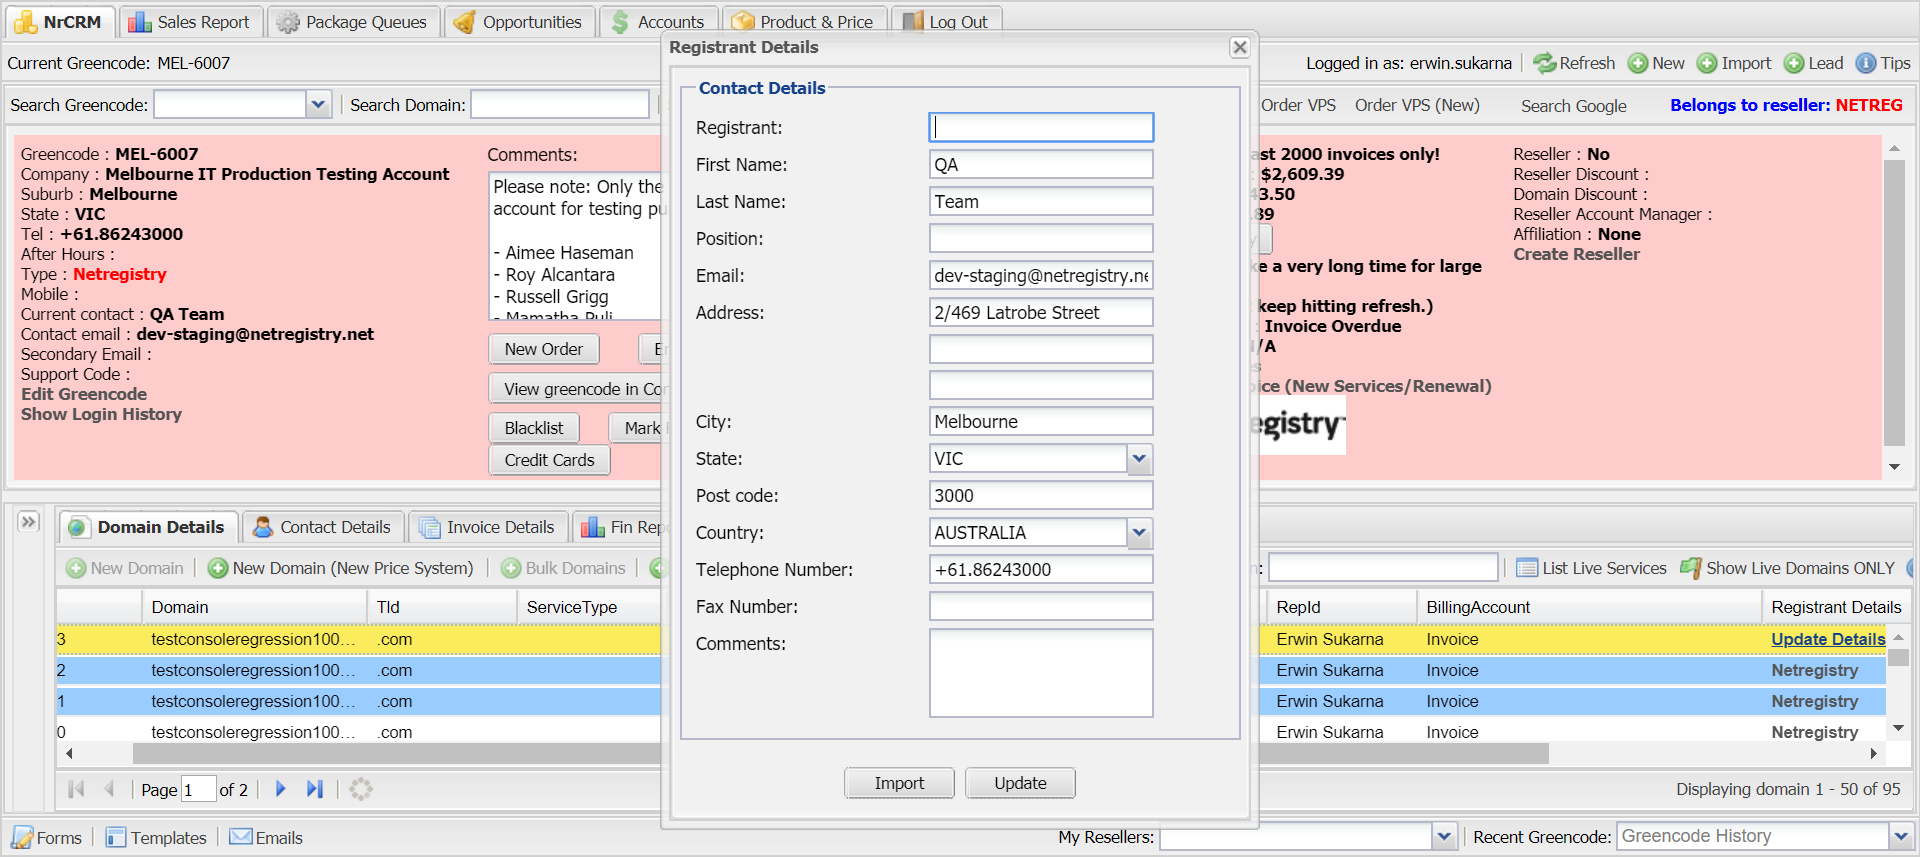 NrCRM Sales Report Package Queues Opportunities Accounts Product & Price Log Out
Current Greencode: MEL-6007
Logged in as: erwin.sukarna Refresh New Import Lead Tips
Search Greencode: Search Domain:
Order VPS Order VPS (New) Search Google Belongs to reseller: NETREG
Greencode : MEL-6007
Company : Melbourne IT Production Testing Account
Suburb : Melbourne
State : VIC
Tel : +61.86243000
After Hours :
Type : Netregistry
Mobile :
Current contact : QA Team
Contact email : dev-staging@netregistry.net
Secondary Email :
Support Code :
Edit Greencode
Show Login History
Comments:
Please note: Only the
account for testing pu
- Aimee Haseman
- Roy Alcantara
- Russell Grigg
- Mamatha Puli
New Order
View greencode in Co
Blacklist Mark
Credit Cards
Registrant Details
Contact Details
Registrant:
First Name: QA
Last Name: Team
Position:
Email: dev-staging@netregistry.ne
Address: 2/469 Latrobe Street
City: Melbourne
State: VIC
Post code: 3000
Country: AUSTRALIA
Telephone Number: +61.86243000
Fax Number:
Comments:
Import Update
ast 2000 invoices only!
$2,609.39
43.50
.89
y
ke a very long time for large
keep hitting refresh.)
: Invoice Overdue
I/A
s
oice (New Services/Renewal)
egistry
Reseller : No
Reseller Discount :
Domain Discount :
Reseller Account Manager :
Affiliation : None
Create Reseller
Domain Details Contact Details Invoice Details Fin Repo
New Domain New Domain (New Price System) Bulk Domains
List Live Services Show Live Domains ONLY
Domain Tld ServiceType RepId BillingAccount Registrant Details
3 testconsoleregression100... .com Erwin Sukarna Invoice Update Details
2 testconsoleregression100... .com Erwin Sukarna Invoice Netregistry
1 testconsoleregression100... .com Erwin Sukarna Invoice Netregistry
0 testconsoleregression100... .com Erwin Sukarna Invoice Netregistry
Page 1 of 2
Displaying domain 1 - 50 of 95
Forms Templates Emails
My Resellers: Recent Greencode: Greencode History